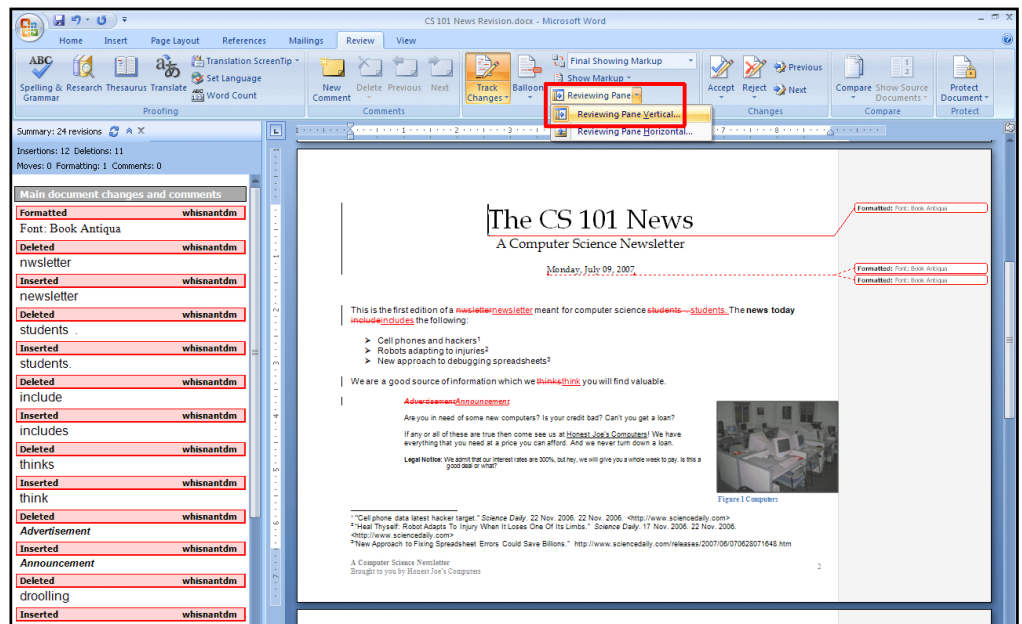 CS 101 News Revision.docx - Microsoft Word
Home Insert Page Layout References Mailings Review View
ABC
Spelling & Grammar
Research
Thesaurus
Translate
Translation ScreenTip
Set Language
Word Count
Proofing
New Comment
Delete
Previous
Next
Comments
Track Changes
Balloon
Final Showing Markup
Show Markup
Reviewing Pane
Reviewing Pane Vertical...
Reviewing Pane Horizontal...
Accept
Reject
Previous
Next
Changes
Compare
Show Source Documents
Compare
Protect Document
Protect
Summary: 24 revisions
Insertions: 12 Deletions: 11
Moves: 0 Formatting: 1 Comments: 0
Main document changes and comments
Formatted whisnantdm
Font: Book Antiqua
Deleted whisnantdm
nwsletter
Inserted whisnantdm
newsletter
Deleted whisnantdm
students .
Inserted whisnantdm
students.
Deleted whisnantdm
include
Inserted whisnantdm
includes
Deleted whisnantdm
thinks
Inserted whisnantdm
think
Deleted whisnantdm
Advertisement
Inserted whisnantdm
Announcement
Deleted whisnantdm
droolling
Inserted whisnantdm
The CS 101 News
A Computer Science Newsletter
Monday, July 09, 2007
Formatted: Font: Book Antiqua
Formatted: Font: Book Antiqua
Formatted: Font: Book Antiqua
This is the first edition of a nwsletternewsletter meant for computer science students .students. The news today
includeincludes the following:
➢ Cell phones and hackers1
➢ Robots adapting to injuries2
➢ New approach to debugging spreadsheets3
We are a good source of information which we thinksthink you will find valuable.
AdvertisementAnnouncement
Are you in need of some new computers? Is your credit bad? Can't you get a loan?
If any or all of these are true then come see us at Honest Joe's Computers! We have
everything that you need at a price you can afford. And we never turn down a loan.
Legal Notice: We admit that our interest rates are 300%, but hey, we will give you a whole week to pay. Is this a
good deal or what?
Figure 1 Computers
1 "Cell phone data latest hacker target." Science Daily. 22 Nov. 2006. 22 Nov. 2006. <http://www.sciencedaily.com>
2 "Heal Thyself: Robot Adapts To Injury When It Loses One Of Its Limbs." Science Daily. 17 Nov. 2006. 22 Nov. 2006.
<http://www.sciencedaily.com>
3 "New Approach to Fixing Spreadsheet Errors Could Save Billions." http://www.sciencedaily.com/releases/2007/06/070628071648.htm
A Computer Science Newsletter
Brought to you by Honest Joe's Computers
2